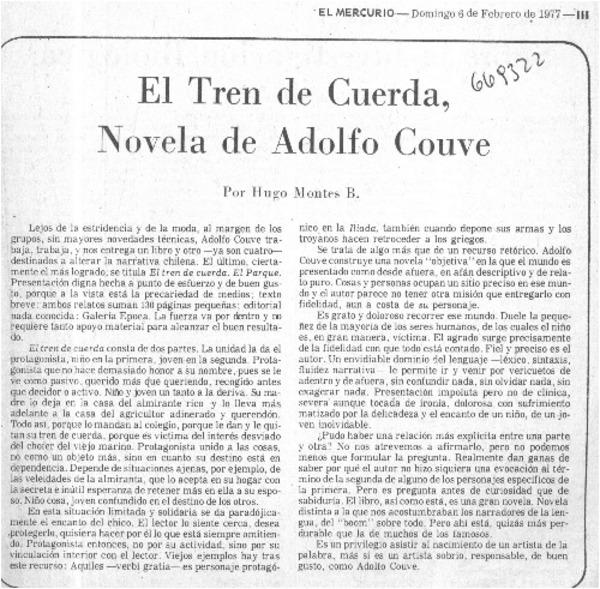 EL MERCURIO — Domingo 6 de Febrero de 1977 — III
669322
El Tren de Cuerda,
Novela de Adolfo Couve
Por Hugo Montes B.
Lejos de la estridencia y de la moda, al margen de los
grupos, sin mayores novedades técnicas, Adolfo Couve tra-
baja, trabaja, y nos entrega un libro y otro —ya son cuatro—
destinados a alterar la narrativa chilena. El último, cierta-
mente el más logrado, se titula El tren de cuerda. El Parque.
Presentación digna hecha a punto de esfuerzo y de buen gus-
to, porque a la vista está la precariedad de medios; texto
breve: ambos relatos suman 136 páginas pequeñas; editorial
nada conocida: Galería Epoca. La fuerza va por dentro y no
requiere tanto apoyo material para alcanzar el buen resulta-
do.
El tren de cuerda consta de dos partes. La unidad la da el
protagonista, niño en la primera, joven en la segunda. Prota-
gonista que no hace demasiado honor a su nombre, pues se le
ve como pasivo, querido más que queriendo, recogido antes
que decidor o activo. Niño y joven un tanto a la deriva. Su ma-
dre lo deja en la casa del almirante rico y lo lleva más
adelante a la casa del agricultor adinerado y querendón.
Todo así, porque lo mandan al colegio, porque le dan y le qui-
tan su tren de cuerda, porque es víctima del interés desviado
del chofer del viejo marino. Protagonista unido a las cosas,
no como un objeto más, sino en cuanto su destino está en
dependencia. Depende de situaciones ajenas, por ejemplo, de
las veleidades de la almiranta, que lo acepta en su hogar con
la secreta e inútil esperanza de retener más en ella a su espo-
so. Niño cosa, joven confundido en el destino de los otros.
En esta situación limitada y solidaria se da paradójica-
mente el encanto del chico. El lector lo siente cerca, desea
protegerlo, quisiera hacer por él lo que está siempre omitien-
do. Protagonista entonces, no por su actividad, sino por su
vinculación interior con el lector. Viejos ejemplos hay tras
este recurso: Aquiles —verbi gratia— es personaje protagó-
nico en la Ilíada, también cuando depone sus armas y los
troyanos hacen retroceder a los griegos.
Se trata de algo más que de un recurso retórico. Adolfo
Couve construye una novela "objetiva" en la que el mundo es
presentado como desde afuera, en afán descriptivo y de rela-
to puro. Cosas y personas ocupan un sitio preciso en ese mun-
do y el autor parece no tener otra misión que entregarlo con
fidelidad, aun a costa de su personaje.
Es grato y doloroso recorrer ese mundo. Duele la peque-
ñez de la mayoría de los seres humanos, de los cuales el niño
es, en gran manera, víctima. El agrado surge precisamente
de la fidelidad con que todo está contado. Fiel y preciso es el
autor. Un envidiable dominio del lenguaje —léxico, sintaxis,
fluidez narrativa— le permite ir y venir por vericuetos de
adentro y de afuera, sin confundir nada, sin olvidar nada, sin
exagerar nada. Presentación impoluta pero no de clínica,
severa aunque tocada de ironía, dolorosa con sufrimiento
matizado por la delicadeza y el encanto de un niño, de un jo-
ven inolvidable.
¿Pudo haber una relación más explícita entre una parte
y otra? No nos atrevemos a afirmarlo, pero no podemos
menos que formular la pregunta. Realmente dan ganas de
saber por qué el autor no hizo siquiera una evocación al tér-
mino de la segunda de alguno de los personajes específicos de
la primera. Pero es pregunta antes de curiosidad que de
sabiduría. El libro, así como está, es una gran novela. Novela
distinta a la que nos acostumbraban los narradores de la len-
gua, del "boom" sobre todo. Pero ahí está, quizás más per-
durable que la de muchos de los famosos.
Es un privilegio asistir al nacimiento de un artista de la
palabra, más si es un artista sobrio, responsable, de buen
gusto, como Adolfo Couve.